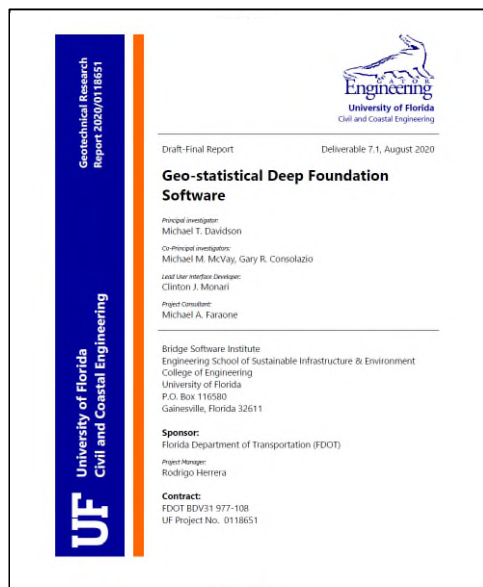 Geotechnical Research
Report 2020/0118651
University of Florida
Civil and Coastal Engineering
UF
GATOR
Engineering
University of Florida
Civil and Coastal Engineering
Draft-Final Report Deliverable 7.1, August 2020
Geo-statistical Deep Foundation
Software
Principal investigator:
Michael T. Davidson
Co-Principal investigators:
Michael M. McVay, Gary R. Consolazio
Lead User Interface Developer:
Clinton J. Monari
Project Consultant:
Michael A. Faraone
Bridge Software Institute
Engineering School of Sustainable Infrastructure & Environment
College of Engineering
University of Florida
P.O. Box 116580
Gainesville, Florida 32611
Sponsor:
Florida Department of Transportation (FDOT)
Project Manager:
Rodrigo Herrera
Contract:
FDOT BDV31 977-108
UF Project No. 0118651